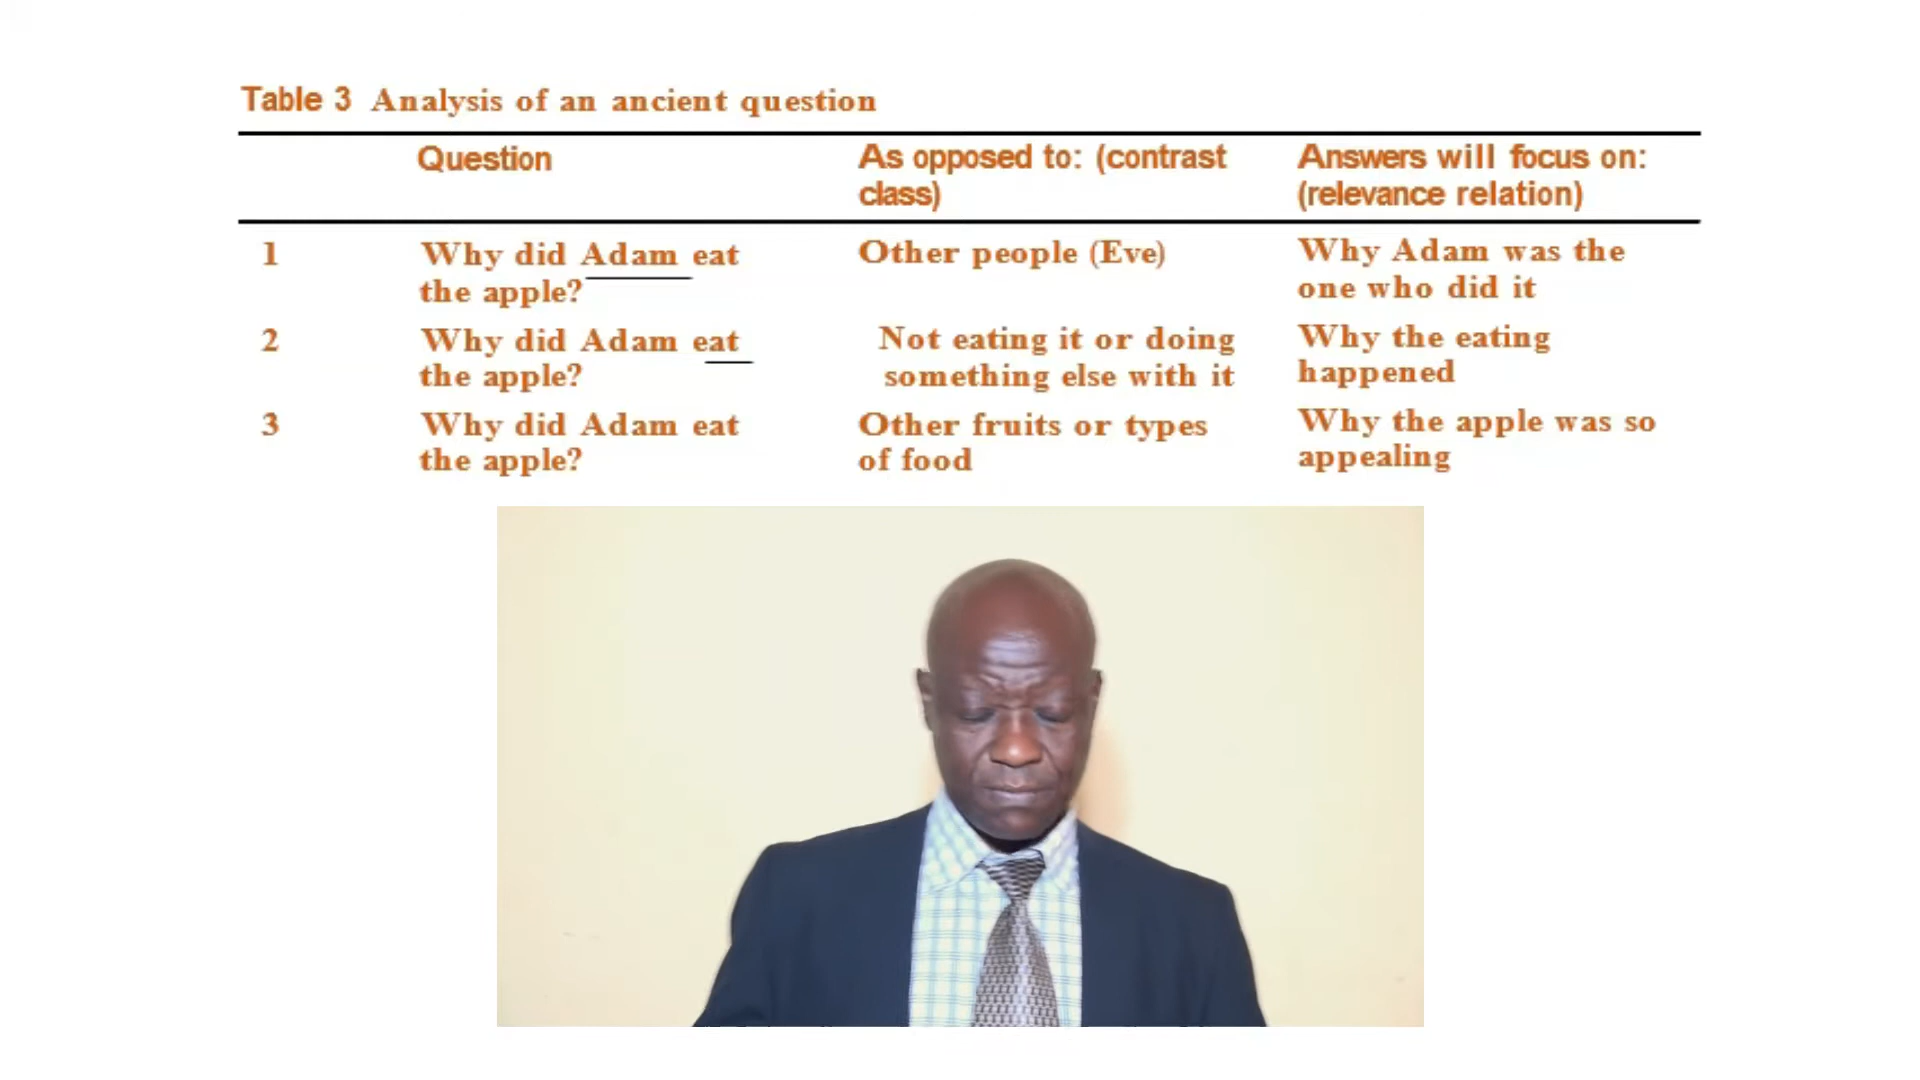 Table 3 Analysis of an ancient question
Question
As opposed to: (contrast
class)
Answers will focus on:
(relevance relation)
1
Why did Adam eat
the apple?
Other people (Eve)
Why Adam was the
one who did it
2
Why did Adam eat
the apple?
Not eating it or doing
something else with it
Why the eating
happened
3
Why did Adam eat
the apple?
Other fruits or types
of food
Why the apple was so
appealing